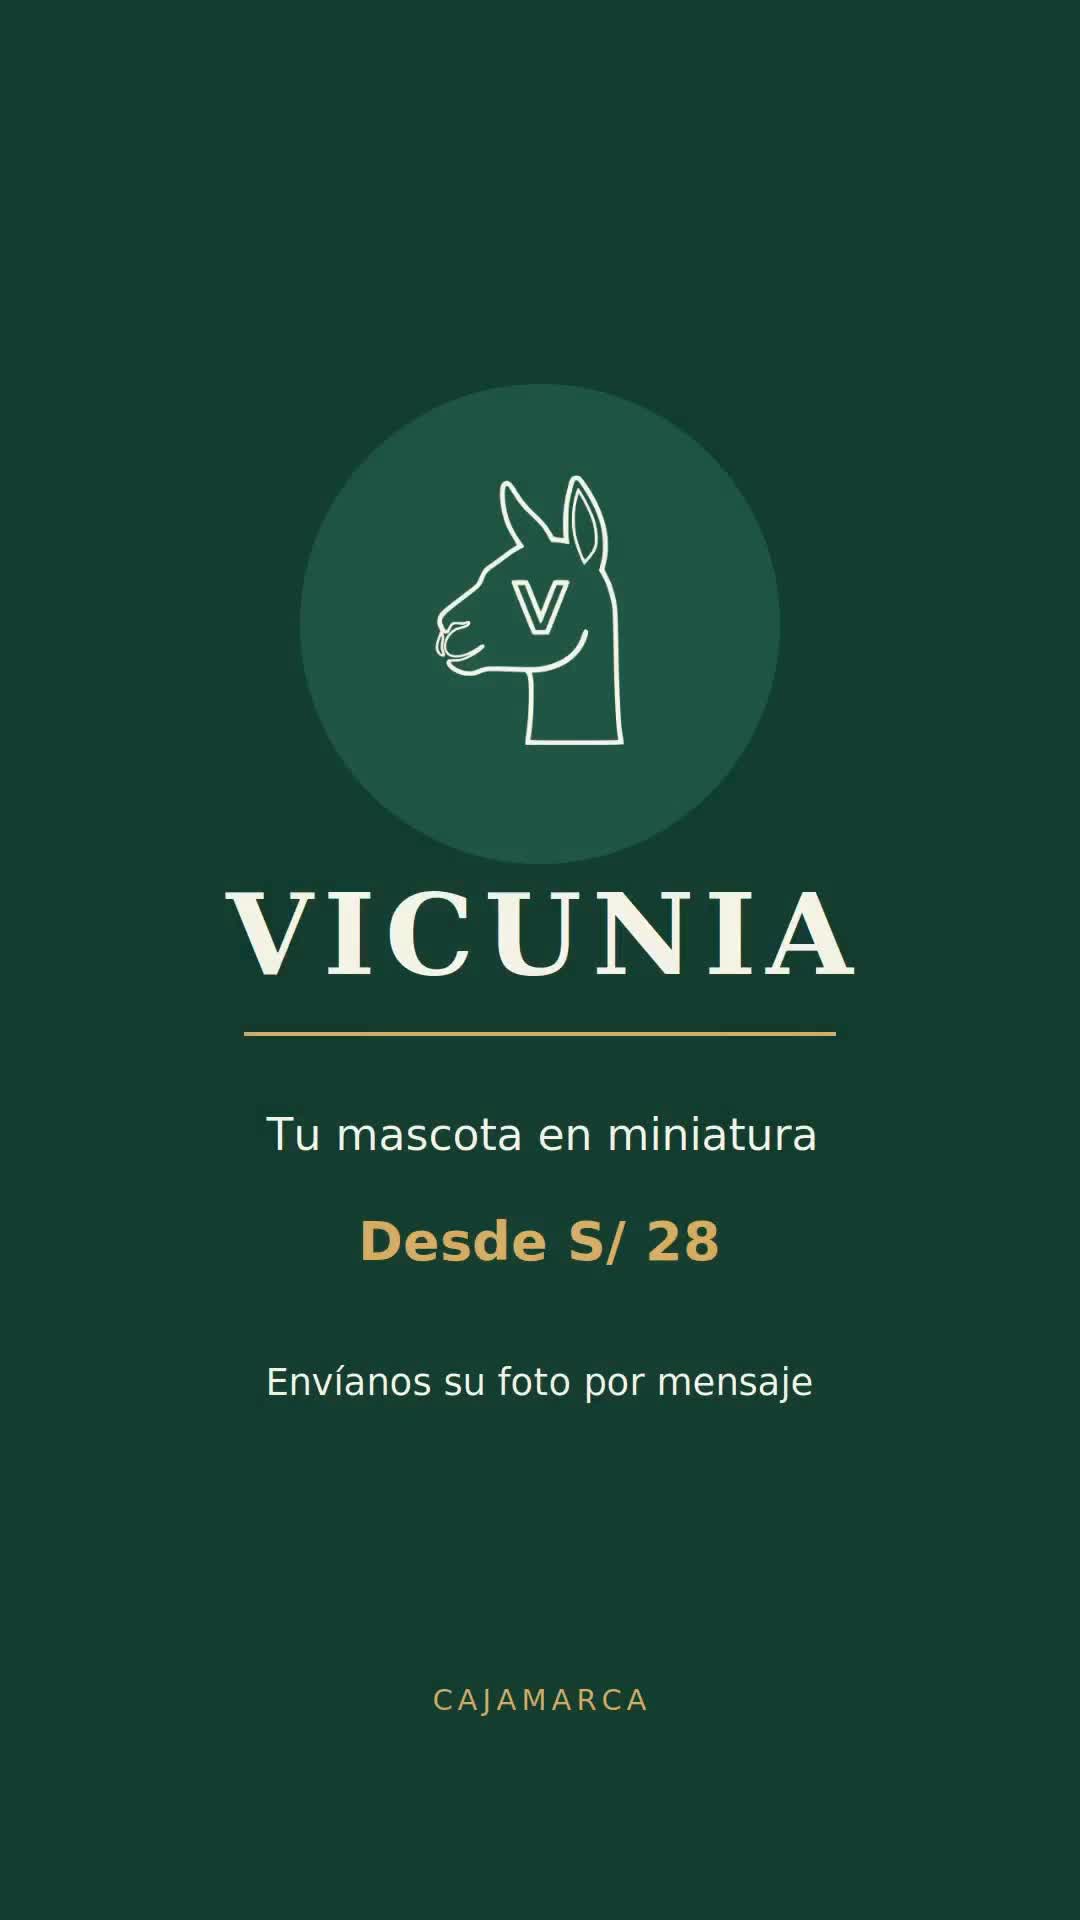 V
VICUNIA
Tu mascota en miniatura
Desde S/ 28
Envíanos su foto por mensaje
CAJAMARCA